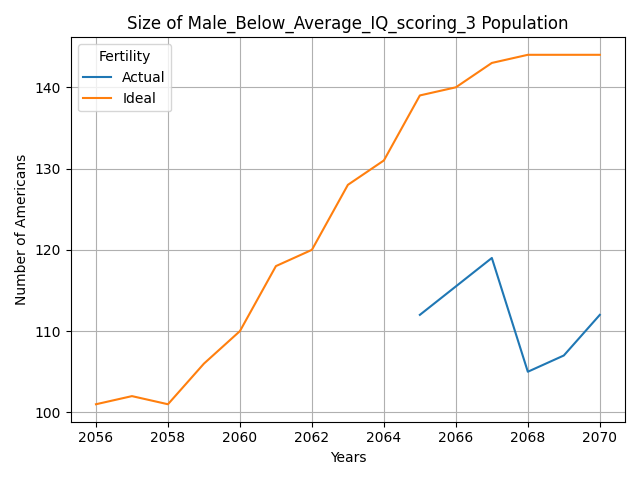 Size of Male_Below_Average_IQ_scoring_3 Population
Fertility
Actual
Ideal
Number of Americans
140
130
120
110
100
2056 2058 2060 2062 2064 2066 2068 2070
Years